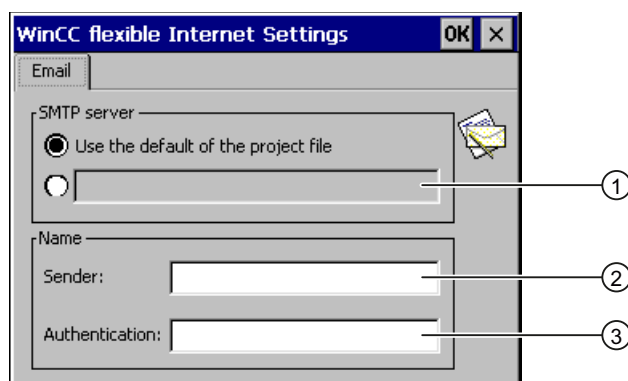 WinCC flexible Internet Settings OK ×
Email
SMTP server
Use the default of the project file
①
Name
Sender: ②
Authentication: ③